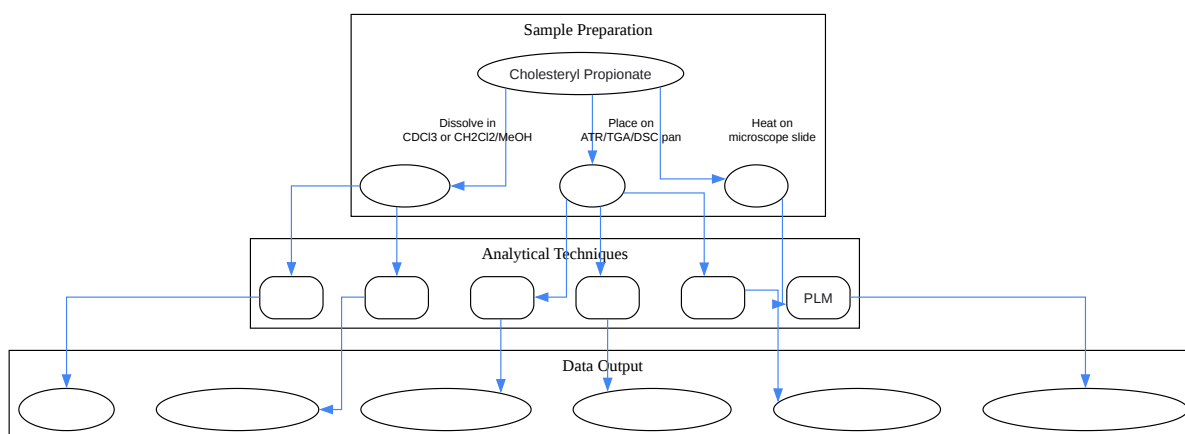 Sample Preparation
Cholesteryl Propionate
Dissolve in
CDCl3 or CH2Cl2/MeOH
Place on
ATR/TGA/DSC pan
Heat on
microscope slide
Analytical Techniques
PLM
Data Output